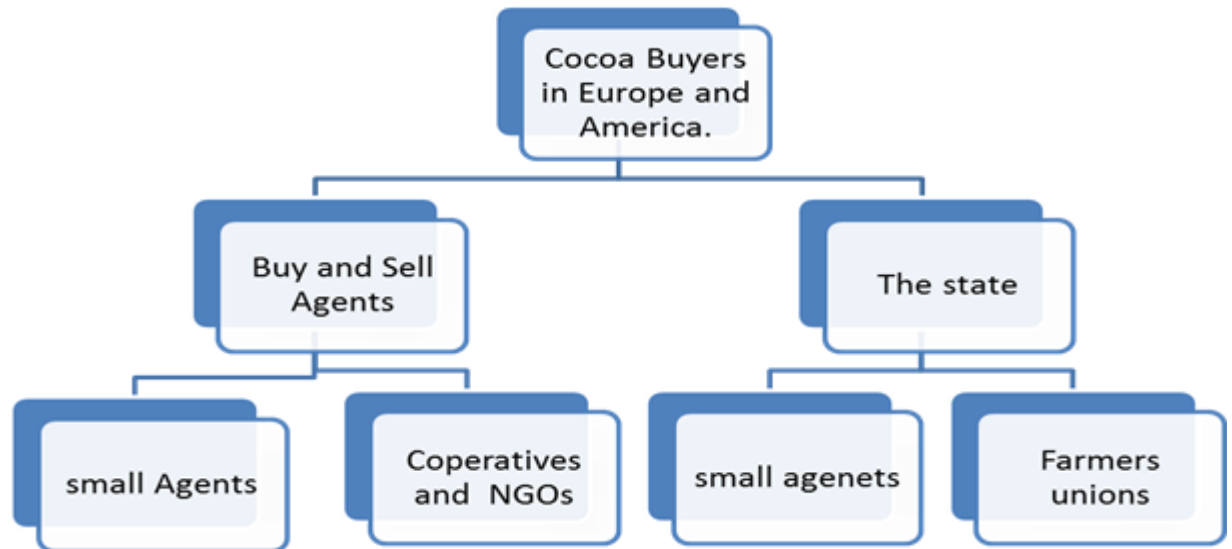 Cocoa Buyers
in Europe and
America.
Buy and Sell
Agents
The state
small Agents
Coperatives
and NGOs
small agenets
Farmers
unions